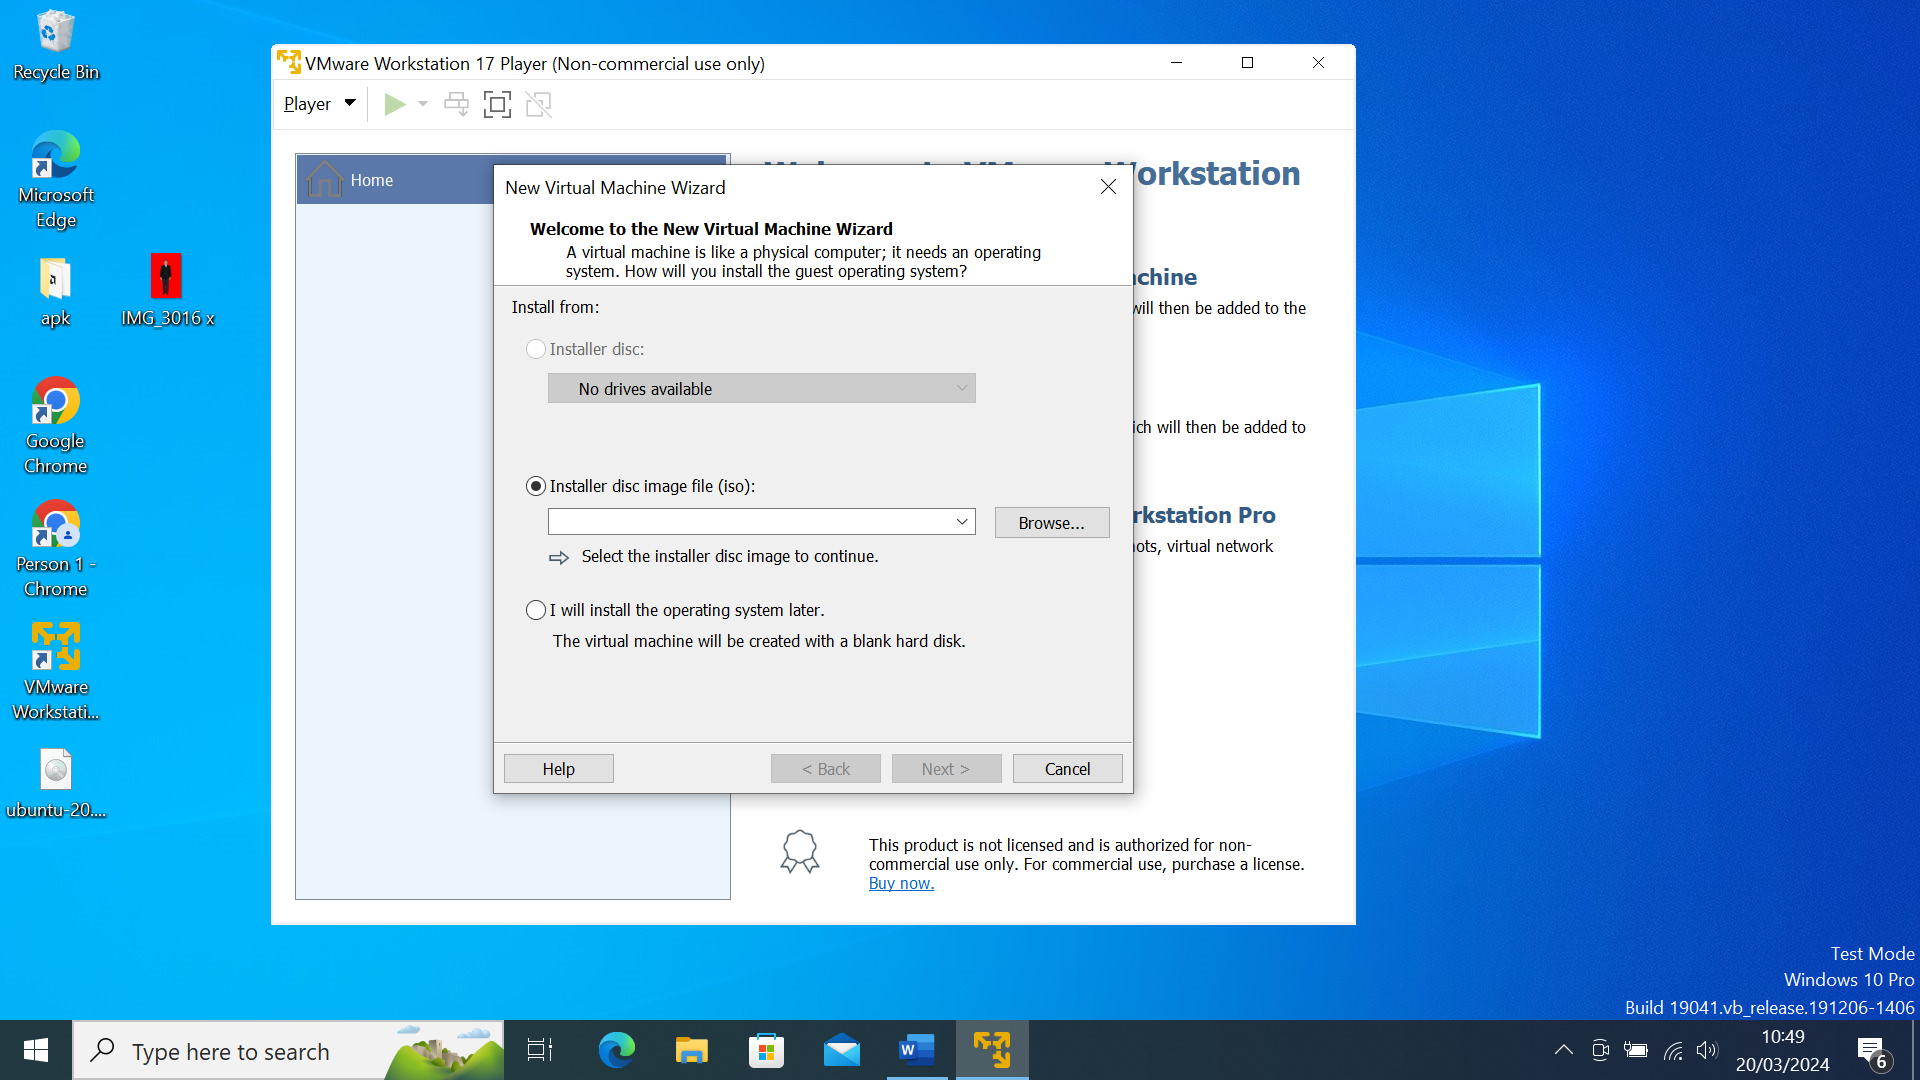 Recycle Bin
Microsoft
Edge
apk
IMG_3016 x
Google
Chrome
Person 1 -
Chrome
VMware
Workstati...
ubuntu-20....
VMware Workstation 17 Player (Non-commercial use only)
Player
Home
orkstation
achine
will then be added to the
ich will then be added to
rkstation Pro
ots, virtual network
New Virtual Machine Wizard
Welcome to the New Virtual Machine Wizard
A virtual machine is like a physical computer; it needs an operating
system. How will you install the guest operating system?
Install from:
Installer disc:
No drives available
Installer disc image file (iso):
Browse...
Select the installer disc image to continue.
I will install the operating system later.
The virtual machine will be created with a blank hard disk.
Help
< Back
Next >
Cancel
This product is not licensed and is authorized for non-
commercial use only. For commercial use, purchase a license.
Buy now.
Test Mode
Windows 10 Pro
Build 19041.vb_release.191206-1406
Type here to search
W
10:49
20/03/2024
6